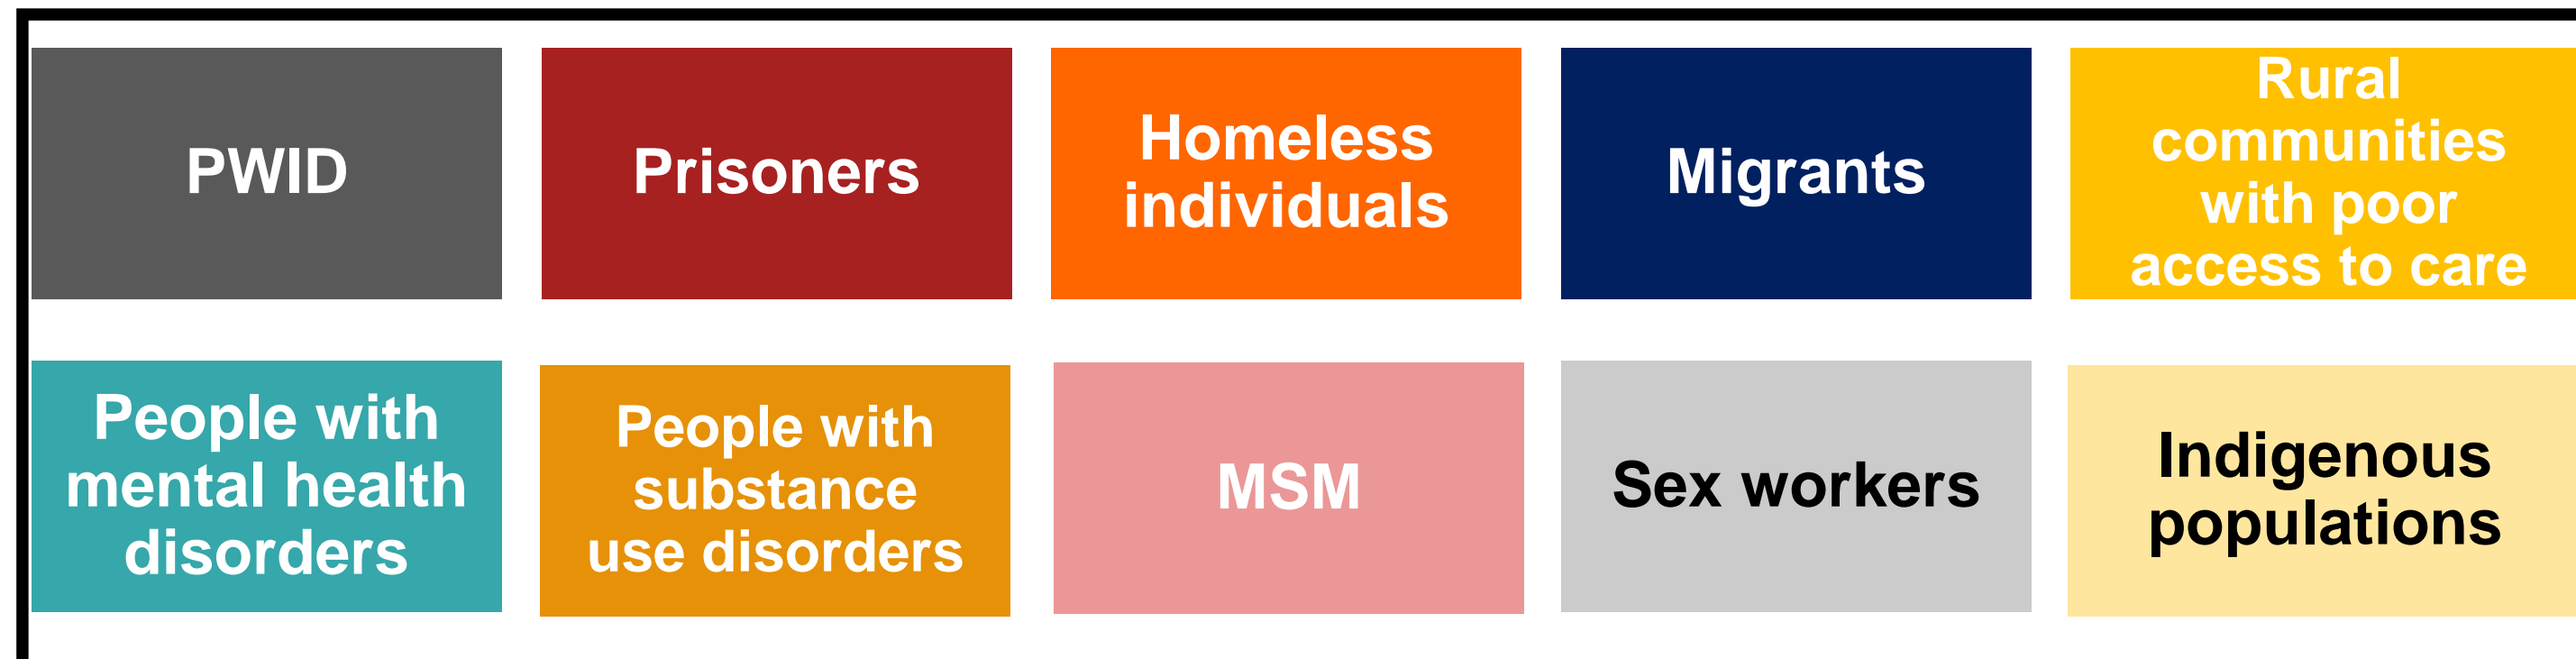 PWID
Prisoners
Homeless
individuals
Migrants
Rural
communities
with poor
access to care
People with
mental health
disorders
People with
substance
use disorders
MSM
Sex workers
Indigenous
populations